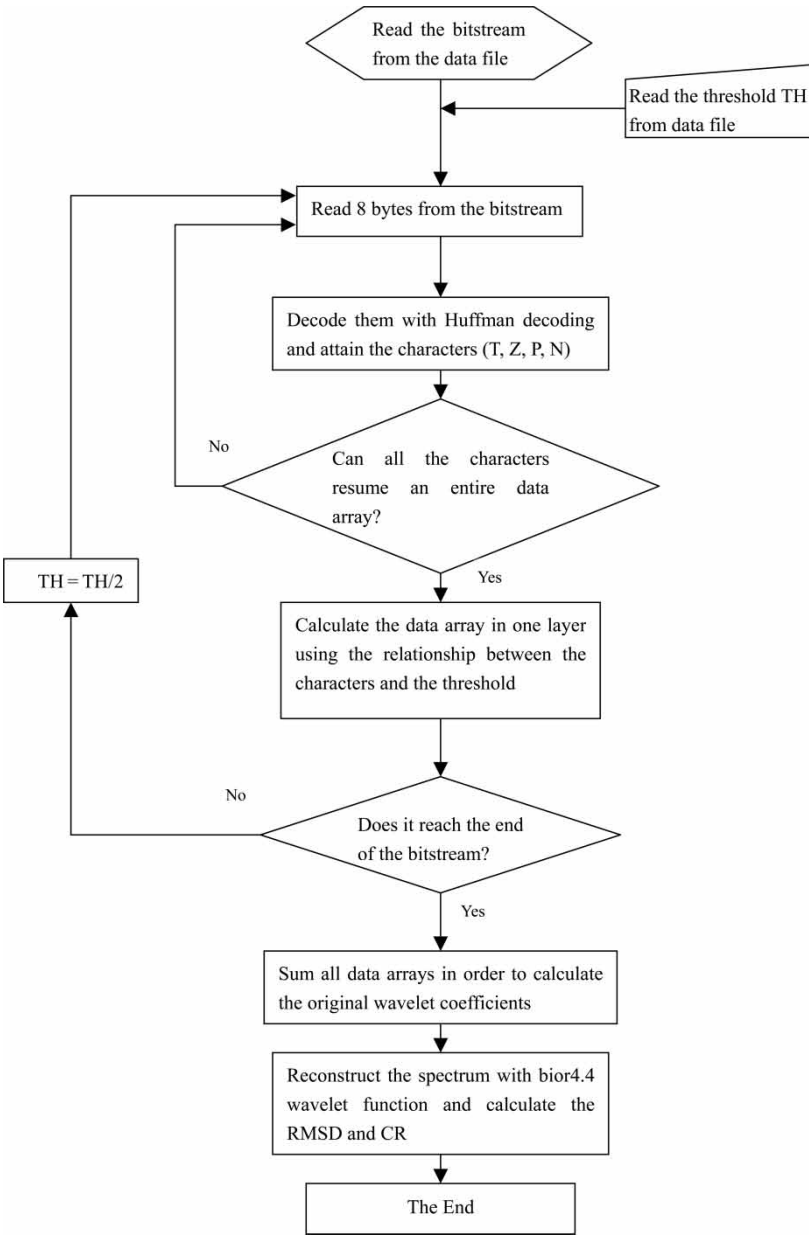 Read the bitstream
from the data file
Read the threshold TH
from data file
Read 8 bytes from the bitstream
Decode them with Huffman decoding
and attain the characters (T, Z, P, N)
No
Can all the characters
resume an entire data
array?
Yes
TH = TH/2
Calculate the data array in one layer
using the relationship between the
characters and the threshold
No
Does it reach the end
of the bitstream?
Yes
Sum all data arrays in order to calculate
the original wavelet coefficients
Reconstruct the spectrum with bior4.4
wavelet function and calculate the
RMSD and CR
The End